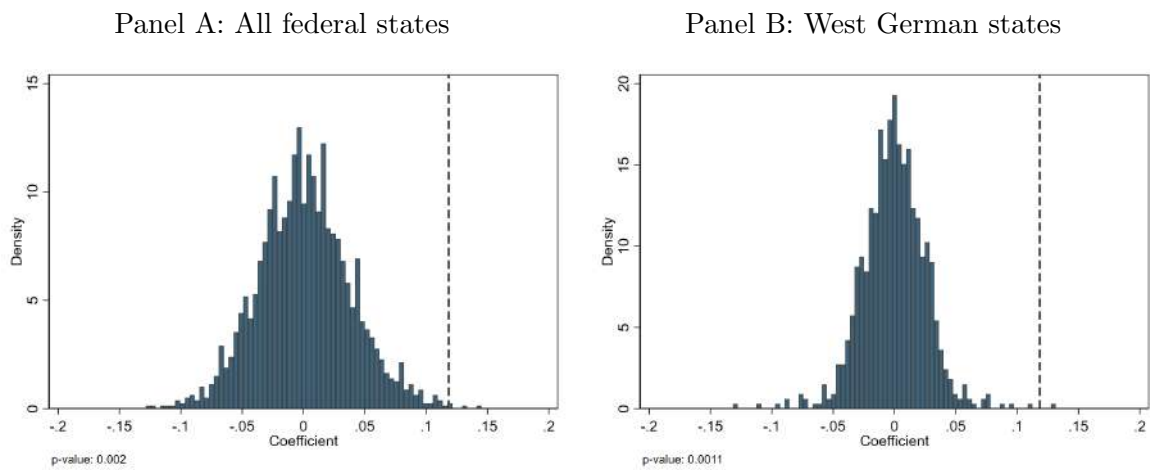 Panel A: All federal states
15
10
5
0
Density
-.2 -.15 -.1 -.05 0 .05 .1 .15 .2
Coefficient
p-value: 0.002
Panel B: West German states
20
15
10
5
0
Density
-.2 -.15 -.1 -.05 0 .05 .1 .15 .2
Coefficient
p-value: 0.0011